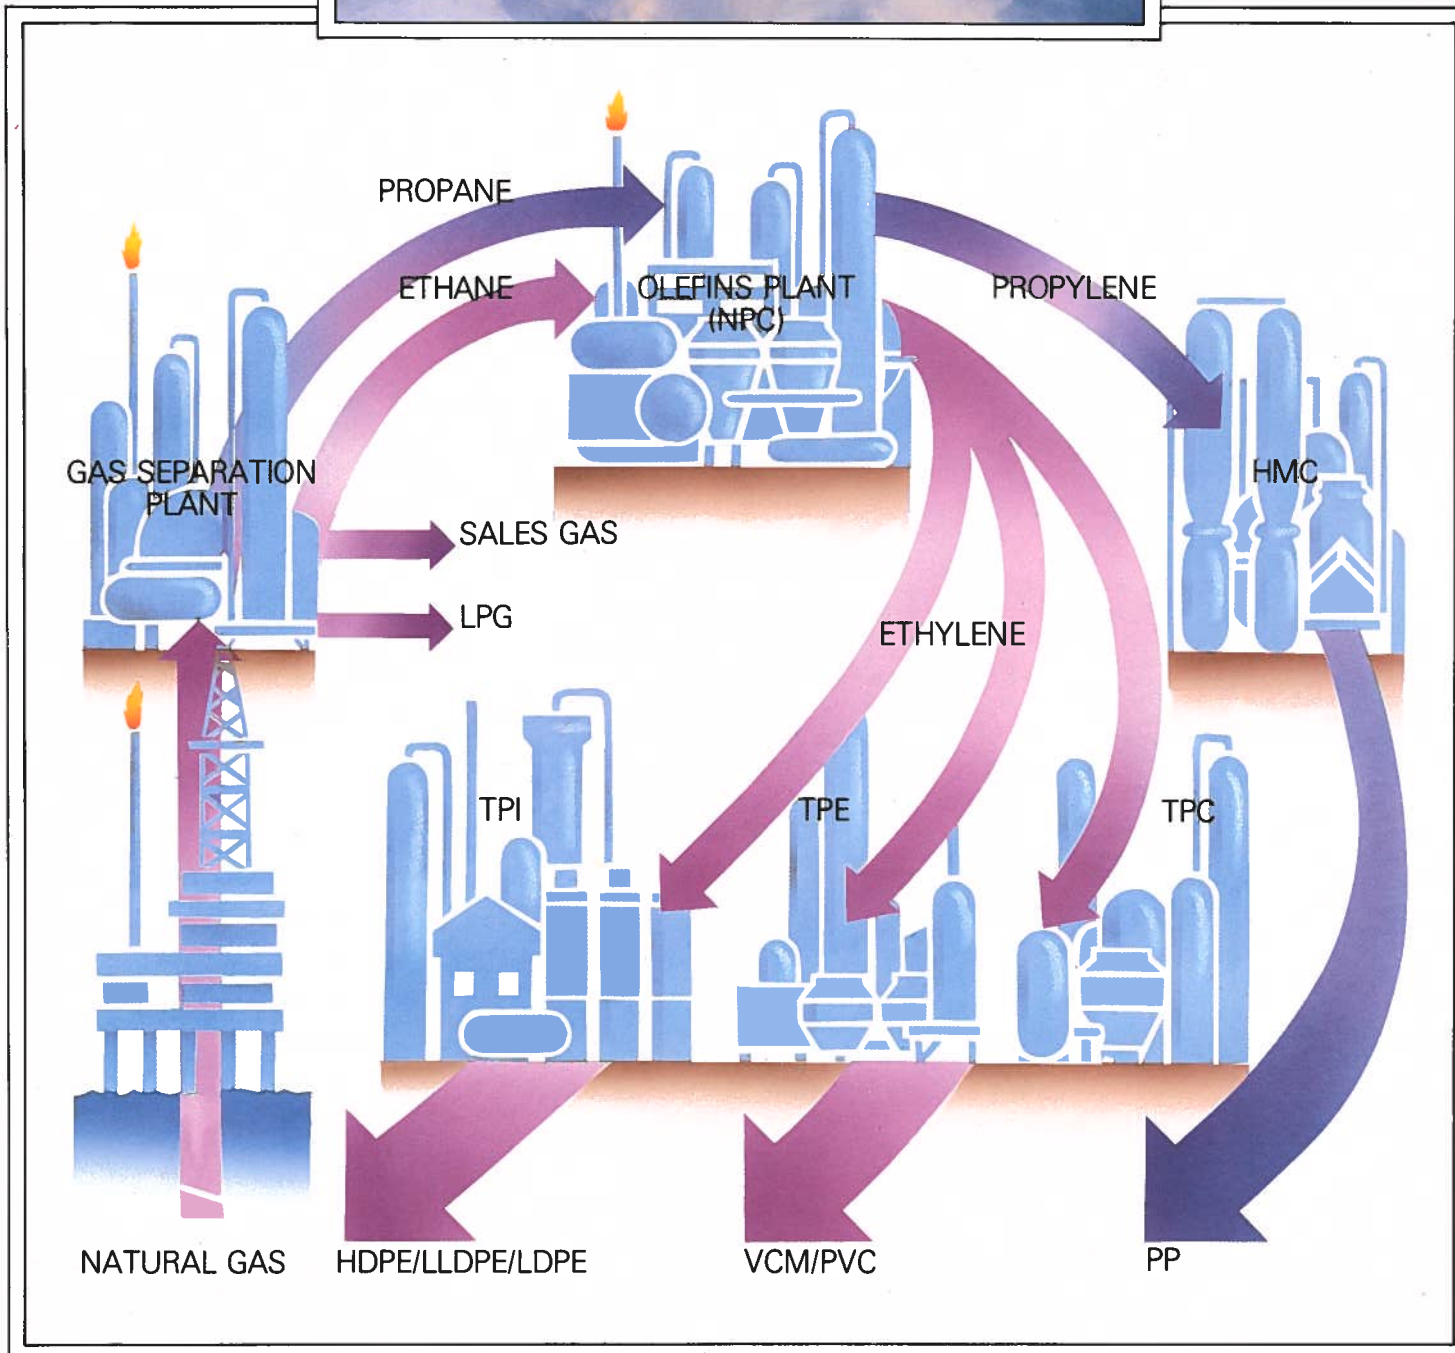 PROPANE
ETHANE
OLEFINS PLANT
(NPC)
PROPYLENE
GAS SEPARATION
PLANT
HMC
SALES GAS
LPG
ETHYLENE
TPI
TPE
TPC
NATURAL GAS
HDPE/LLDPE/LDPE
VCM/PVC
PP